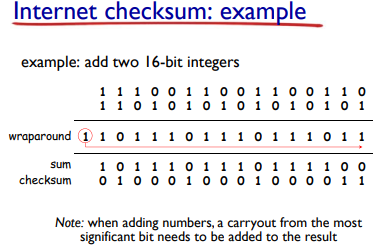 Internet checksum: example
example: add two 16-bit integers
1 1 1 0 0 1 1 0 0 1 1 0 0 1 1 0
1 1 0 1 0 1 0 1 0 1 0 1 0 1 0 1
wraparound 1 1 0 1 1 1 0 1 1 1 0 1 1 1 0 1 1
sum 1 0 1 1 1 0 1 1 1 0 1 1 1 1 0 0
checksum 0 1 0 0 0 1 0 0 0 1 0 0 0 0 1 1
Note: when adding numbers, a carryout from the most
significant bit needs to be added to the result